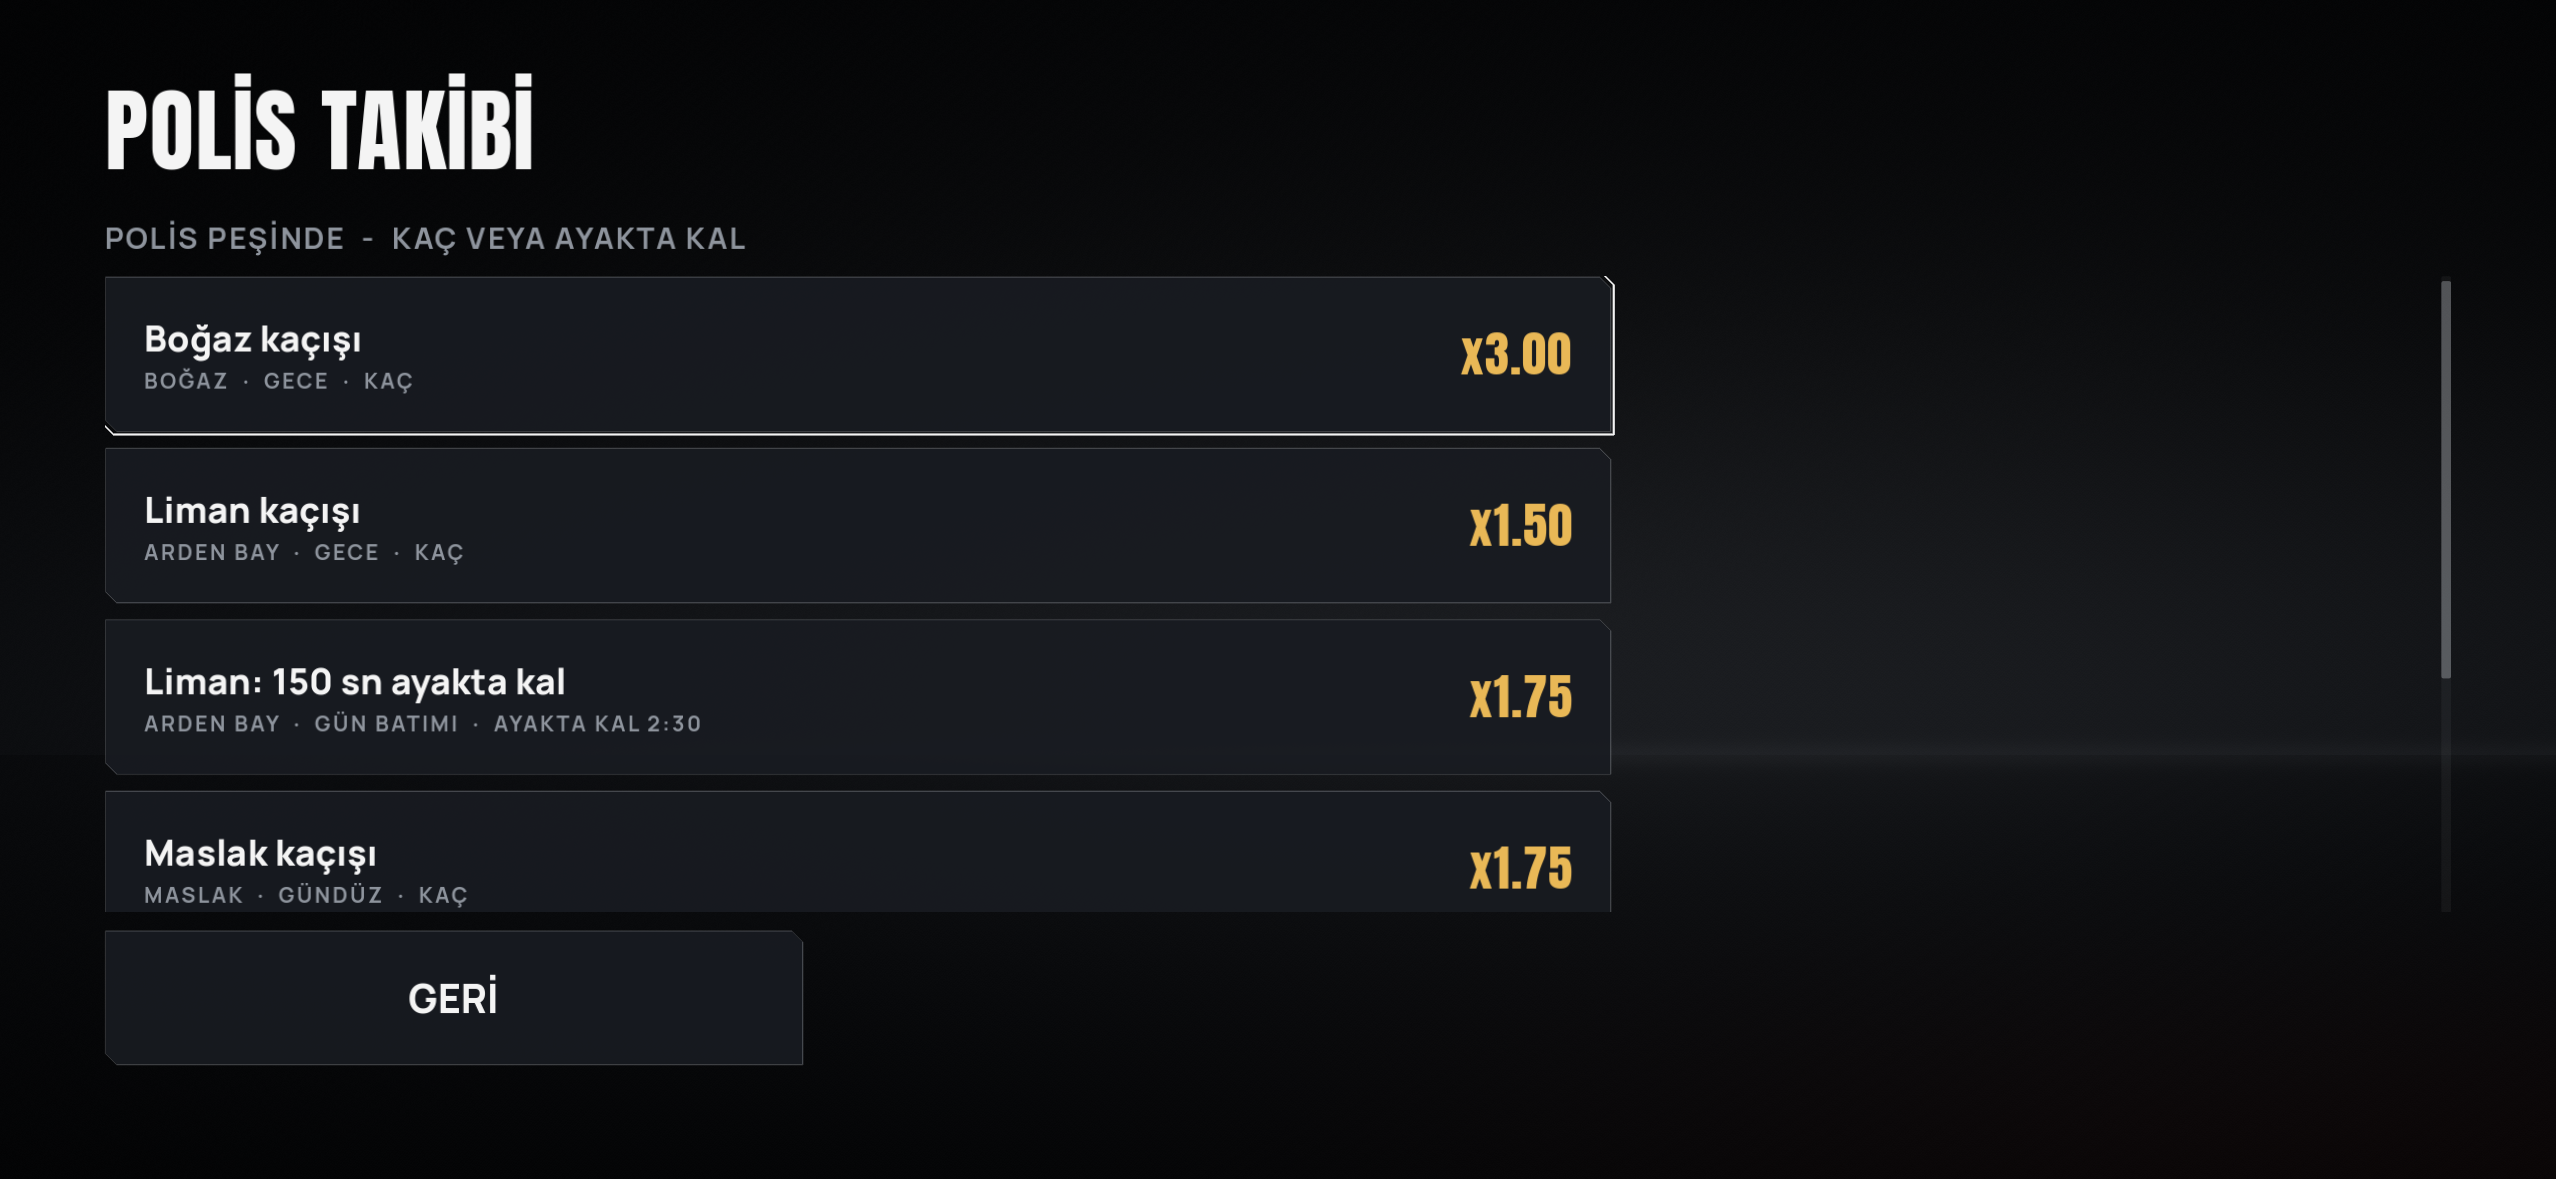 POLİS TAKİBİ
POLİS PEŞİNDE - KAÇ VEYA AYAKTA KAL
Boğaz kaçışı
BOĞAZ · GECE · KAÇ
x3.00
Liman kaçışı
ARDEN BAY · GECE · KAÇ
x1.50
Liman: 150 sn ayakta kal
ARDEN BAY · GÜN BATIMI · AYAKTA KAL 2:30
x1.75
Maslak kaçışı
MASLAK · GÜNDÜZ · KAÇ
x1.75
GERİ